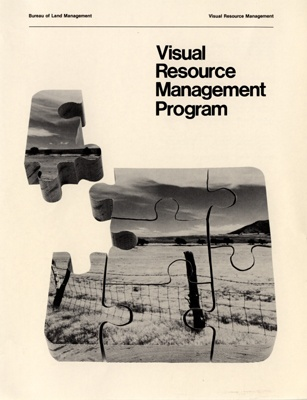 Bureau of Land Management
Visual Resource Management
Visual
Resource
Management
Program